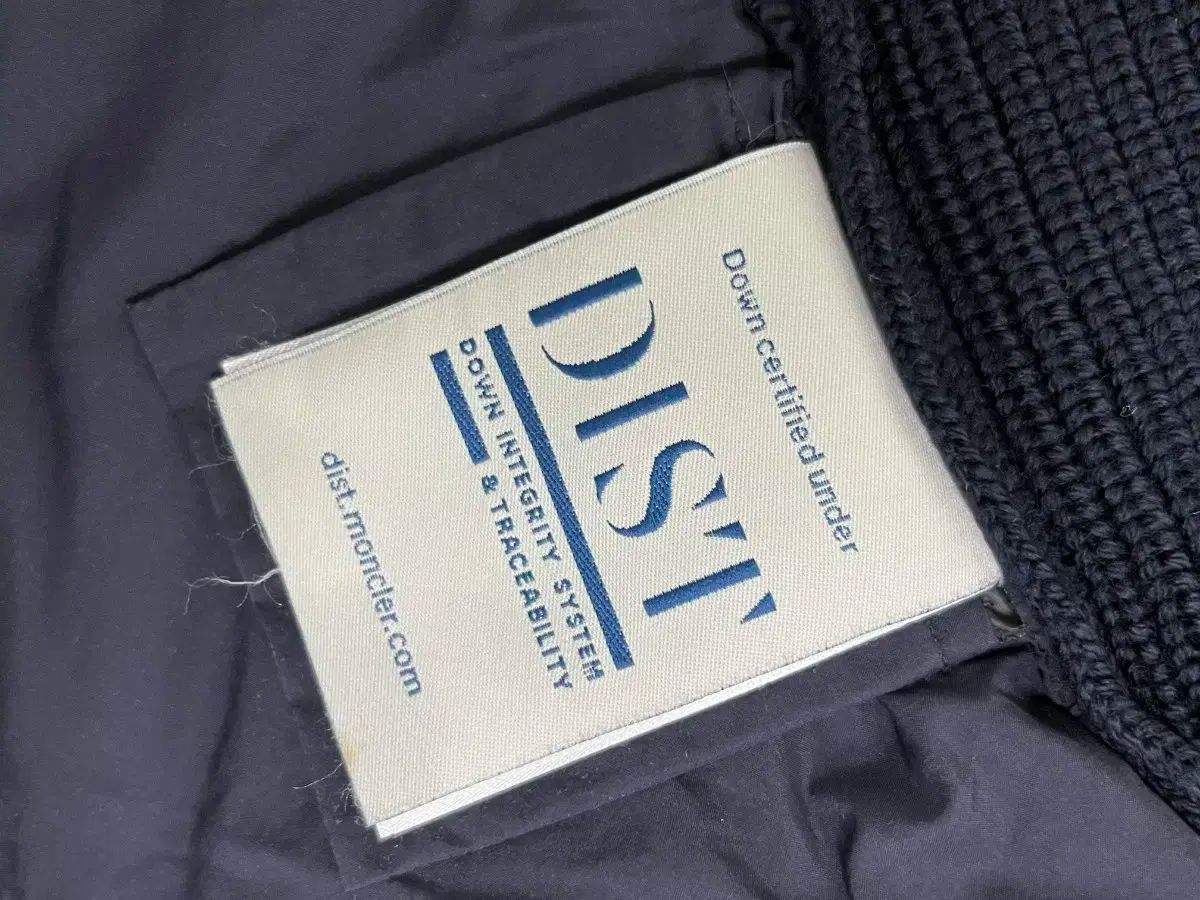 Down certified under
DIST
DOWN INTEGRITY SYSTEM
& TRACEABILITY
dist.moncler.com